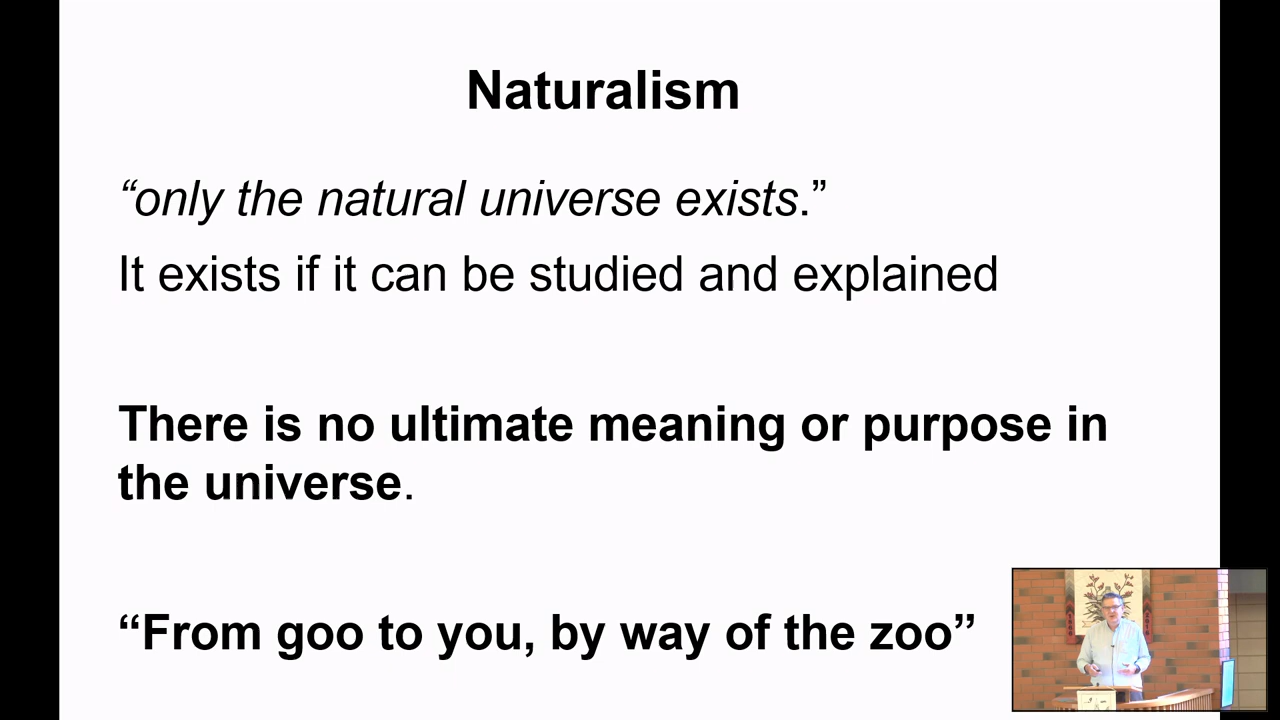 Naturalism
“only the natural universe exists.”
It exists if it can be studied and explained
There is no ultimate meaning or purpose in
the universe.
“From goo to you, by way of the zoo”